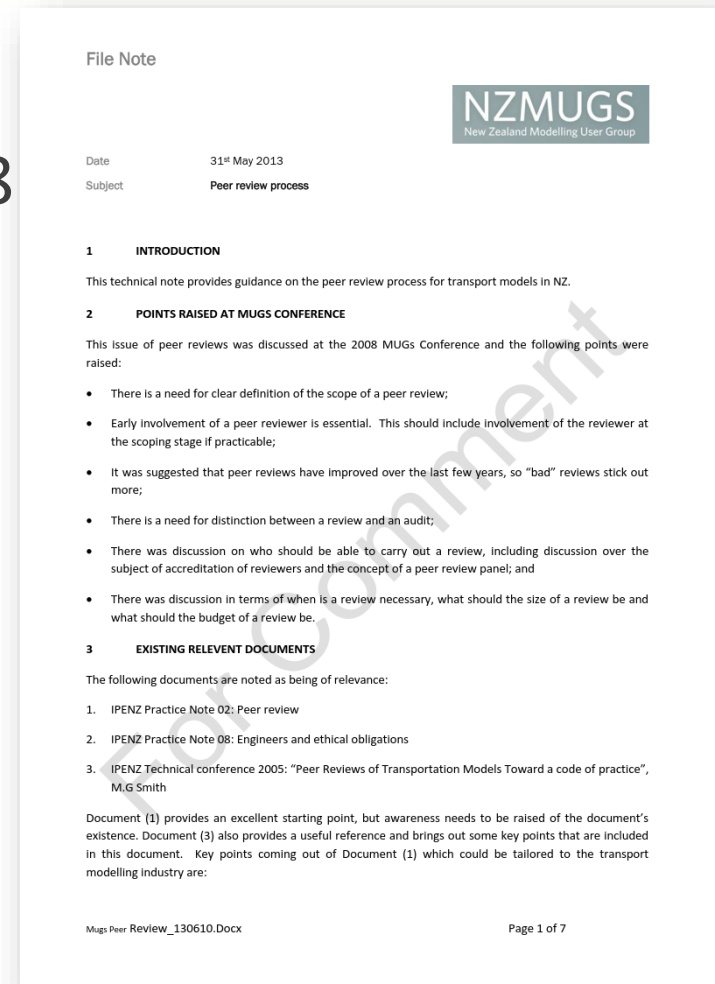 File Note
NZMUGS
New Zealand Modelling User Group
Date 31st May 2013
Subject Peer review process
3
1 INTRODUCTION
This technical note provides guidance on the peer review process for transport models in NZ.
2 POINTS RAISED AT MUGS CONFERENCE
This issue of peer reviews was discussed at the 2008 MUGs Conference and the following points were
raised:
• There is a need for clear definition of the scope of a peer review;
• Early involvement of a peer reviewer is essential. This should include involvement of the reviewer at
the scoping stage if practicable;
• It was suggested that peer reviews have improved over the last few years, so “bad” reviews stick out
more;
• There is a need for distinction between a review and an audit;
• There was discussion on who should be able to carry out a review, including discussion over the
subject of accreditation of reviewers and the concept of a peer review panel; and
• There was discussion in terms of when is a review necessary, what should the size of a review be and
what should the budget of a review be.
3 EXISTING RELEVENT DOCUMENTS
The following documents are noted as being of relevance:
1. IPENZ Practice Note 02: Peer review
2. IPENZ Practice Note 08: Engineers and ethical obligations
3. IPENZ Technical conference 2005: “Peer Reviews of Transportation Models Toward a code of practice”,
M.G Smith
Document (1) provides an excellent starting point, but awareness needs to be raised of the document’s
existence. Document (3) also provides a useful reference and brings out some key points that are included
in this document. Key points coming out of Document (1) which could be tailored to the transport
modelling industry are:
For Comment
Mugs Peer Review_130610.Docx Page 1 of 7